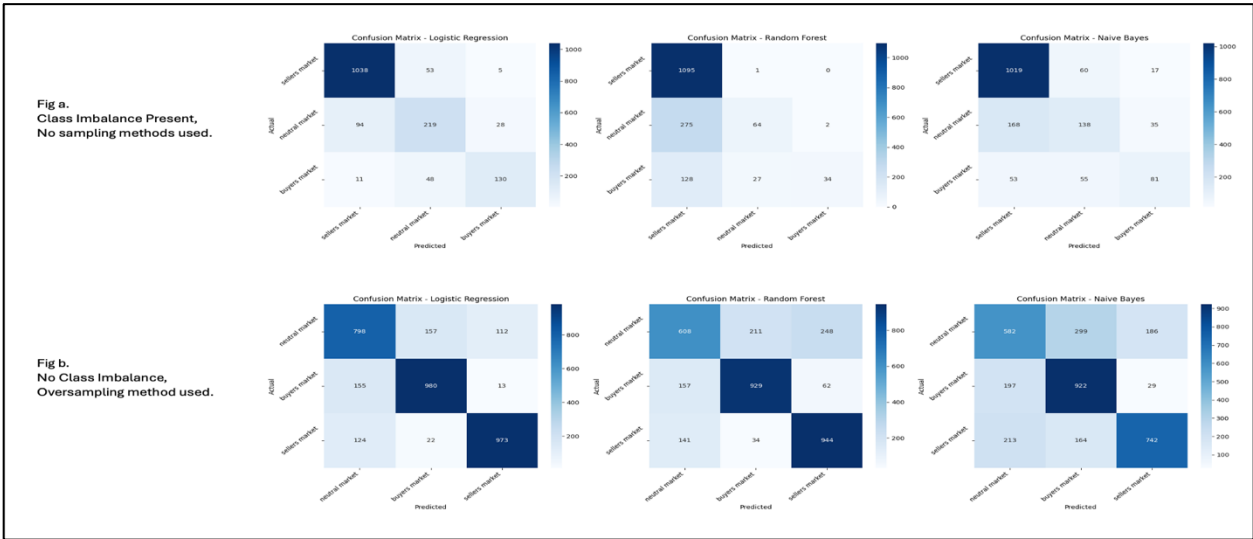 Fig a.
Class Imbalance Present,
No sampling methods used.
Confusion Matrix - Logistic Regression
Actual
sellers market
neutral market
buyers market
1038 53 5
94 219 28
11 48 130
sellers market
neutral market
buyers market
Predicted
1000
800
600
400
200
Confusion Matrix - Random Forest
Actual
sellers market
neutral market
buyers market
1095 1 0
275 64 2
128 27 34
sellers market
neutral market
buyers market
Predicted
1000
800
600
400
200
0
Confusion Matrix - Naive Bayes
Actual
sellers market
neutral market
buyers market
1019 60 17
168 138 35
53 55 81
sellers market
neutral market
buyers market
Predicted
1000
800
600
400
200
Fig b.
No Class Imbalance,
Oversampling method used.
Confusion Matrix - Logistic Regression
Actual
neutral market
buyers market
sellers market
798 157 112
155 980 13
124 22 973
neutral market
buyers market
sellers market
Predicted
800
600
400
200
Confusion Matrix - Random Forest
Actual
neutral market
buyers market
sellers market
608 211 248
157 929 62
141 34 944
neutral market
buyers market
sellers market
Predicted
800
600
400
200
Confusion Matrix - Naive Bayes
Actual
neutral market
buyers market
sellers market
582 299 186
197 922 29
213 164 742
neutral market
buyers market
sellers market
Predicted
900
800
700
600
500
400
300
200
100